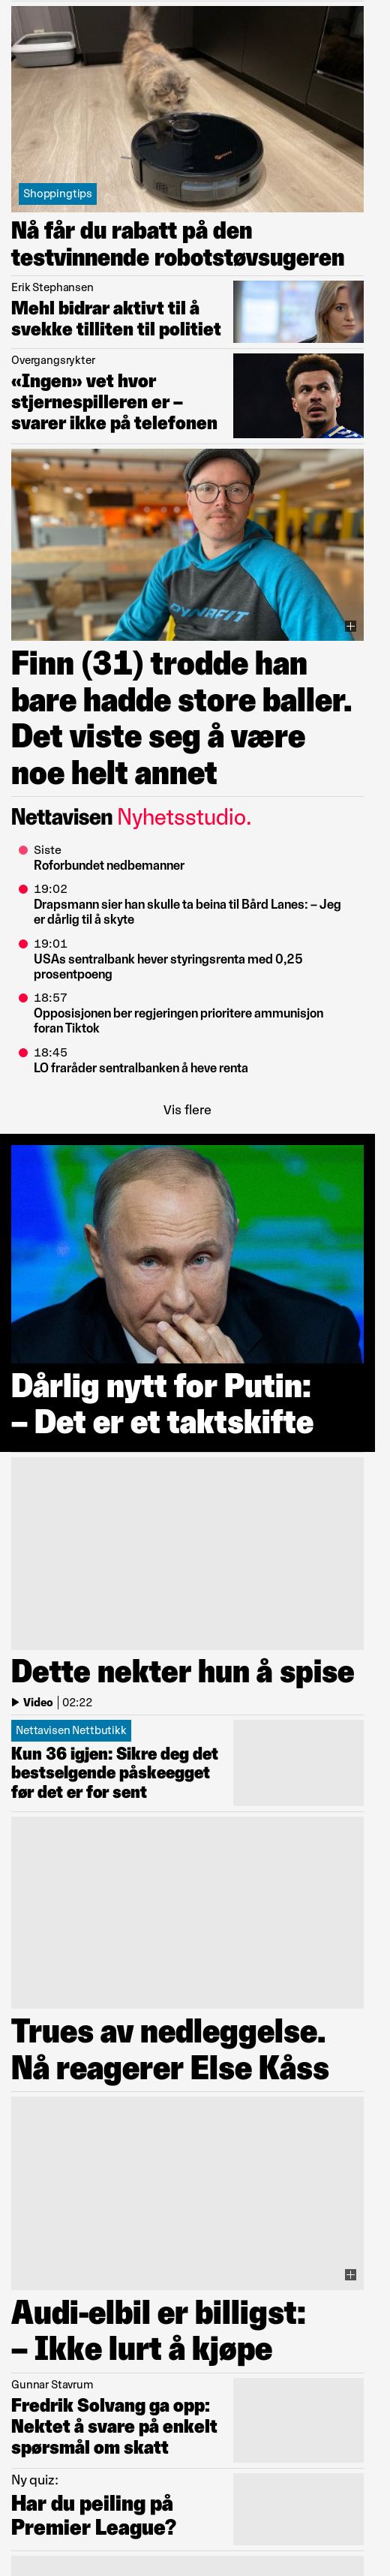 Shoppingtips
Nå får du rabatt på den
testvinnende robotstøvsugeren
Erik Stephansen
Mehl bidrar aktivt til å
svekke tilliten til politiet
Overgangsrykter
«Ingen» vet hvor
stjernespilleren er –
svarer ikke på telefonen
DYNAFIT
Finn (31) trodde han
bare hadde store baller.
Det viste seg å være
noe helt annet
Nettavisen Nyhetsstudio.
Siste
Roforbundet nedbemanner
19:02
Drapsmann sier han skulle ta beina til Bård Lanes: – Jeg
er dårlig til å skyte
19:01
USAs sentralbank hever styringsrenta med 0,25
prosentpoeng
18:57
Opposisjonen ber regjeringen prioritere ammunisjon
foran Tiktok
18:45
LO fraråder sentralbanken å heve renta
Vis flere
Dårlig nytt for Putin:
– Det er et taktskifte
Dette nekter hun å spise
Video | 02:22
Nettavisen Nettbutikk
Kun 36 igjen: Sikre deg det
bestselgende påskeegget
før det er for sent
Trues av nedleggelse.
Nå reagerer Else Kåss
Audi-elbil er billigst:
– Ikke lurt å kjøpe
Gunnar Stavrum
Fredrik Solvang ga opp:
Nektet å svare på enkelt
spørsmål om skatt
Ny quiz:
Har du peiling på
Premier League?